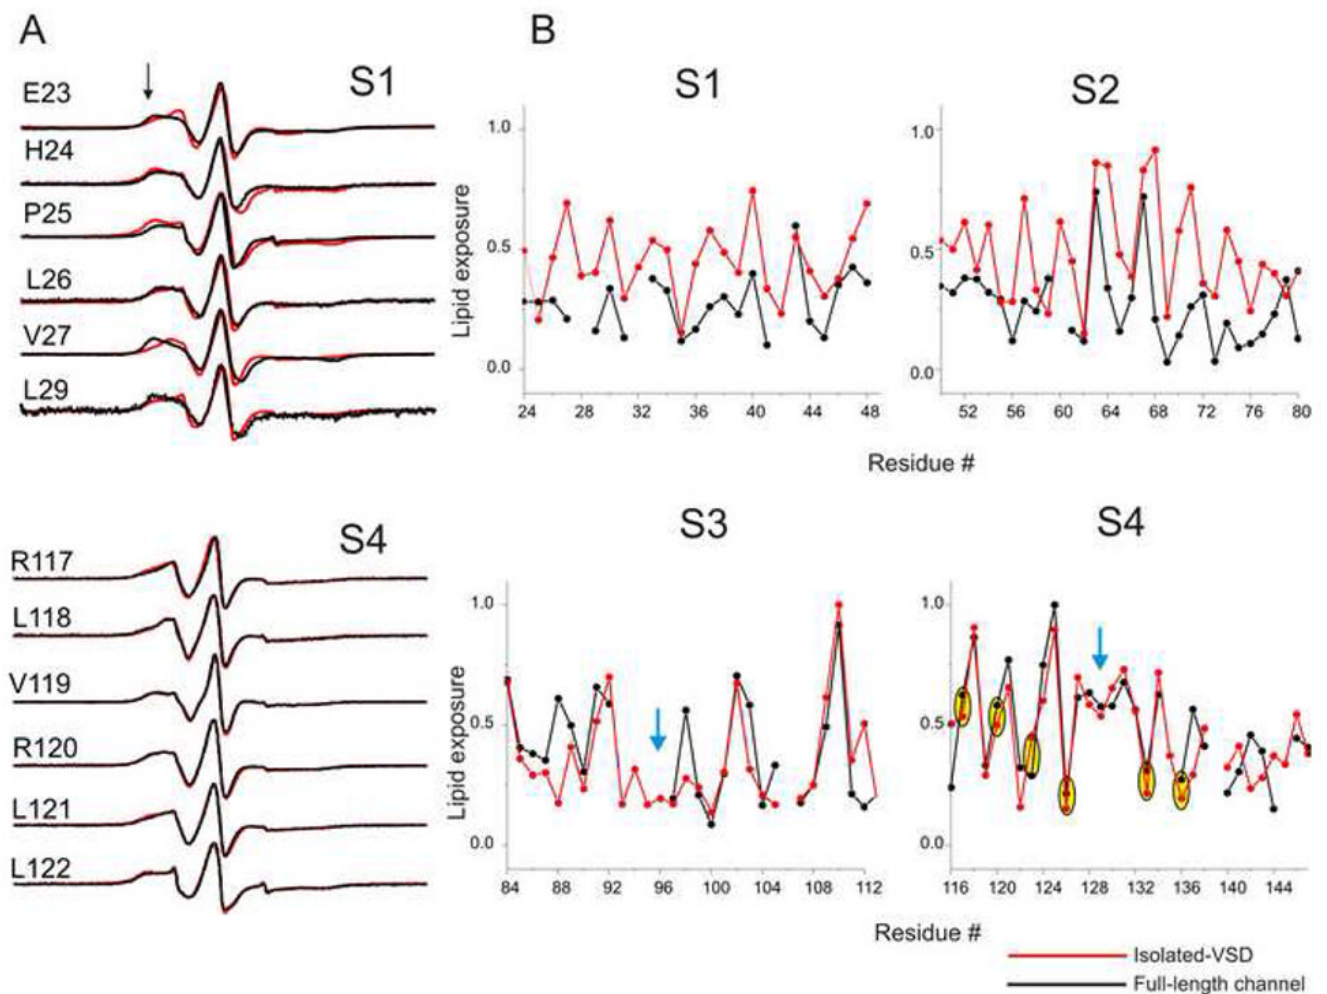 A
B
S1
E23
H24
P25
L26
V27
L29
S1
Lipid exposure
1.0
0.5
0.0
24 28 32 36 40 44 48
S2
1.0
0.5
0.0
52 56 60 64 68 72 76 80
Residue #
S4
R117
L118
V119
R120
L121
L122
S3
Lipid exposure
1.0
0.5
0.0
84 88 92 96 100 104 108 112
S4
1.0
0.5
0.0
116 120 124 128 132 136 140 144
Residue #
Isolated-VSD
Full-length channel